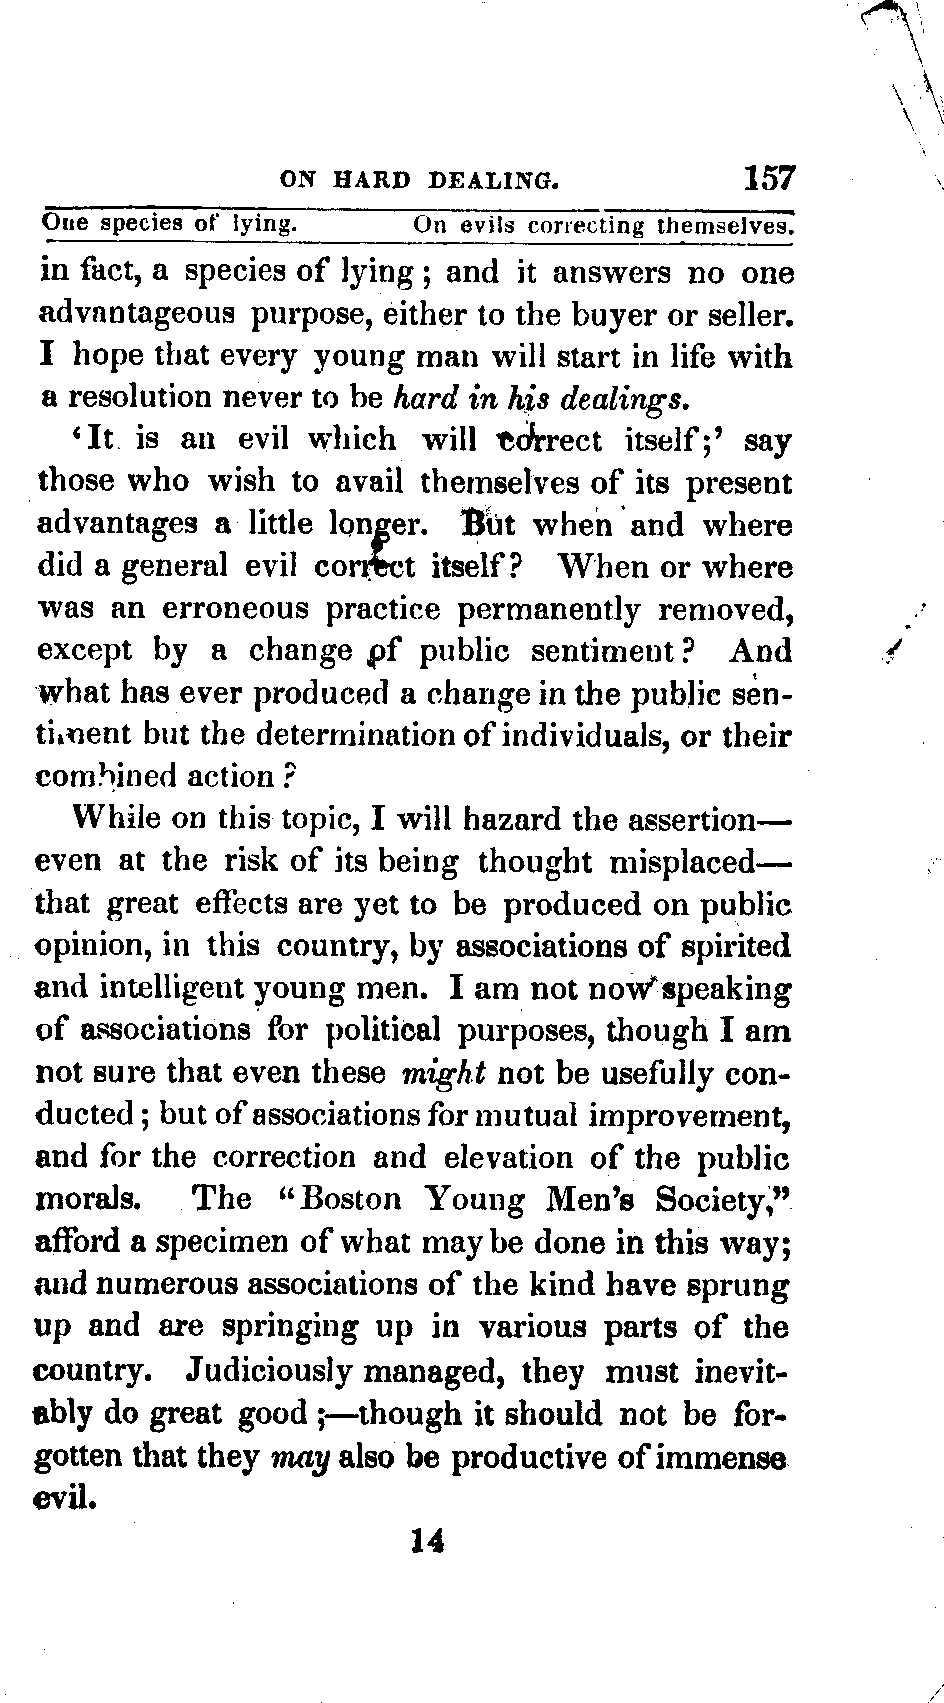 ON HARD DEALING. 157
One species of lying. On evils correcting themselves.
in fact, a species of lying; and it answers no one
advantageous purpose, either to the buyer or seller.
I hope that every young man will start in life with
a resolution never to be hard in his dealings.
‘It is an evil which will correct itself;’ say
those who wish to avail themselves of its present
advantages a little longer. But when and where
did a general evil correct itself? When or where
was an erroneous practice permanently removed,
except by a change of public sentiment? And
what has ever produced a change in the public sen-
timent but the determination of individuals, or their
combined action?
While on this topic, I will hazard the assertion—
even at the risk of its being thought misplaced—
that great effects are yet to be produced on public
opinion, in this country, by associations of spirited
and intelligent young men. I am not now speaking
of associations for political purposes, though I am
not sure that even these might not be usefully con-
ducted; but of associations for mutual improvement,
and for the correction and elevation of the public
morals. The “Boston Young Men’s Society,”
afford a specimen of what may be done in this way;
and numerous associations of the kind have sprung
up and are springing up in various parts of the
country. Judiciously managed, they must inevit-
ably do great good;—though it should not be for-
gotten that they may also be productive of immense
evil.
14